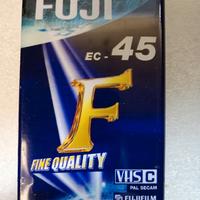 FUJI
EC-45
F
FINE QUALITY
VHS C
PAL SECAM
FUJIFILM